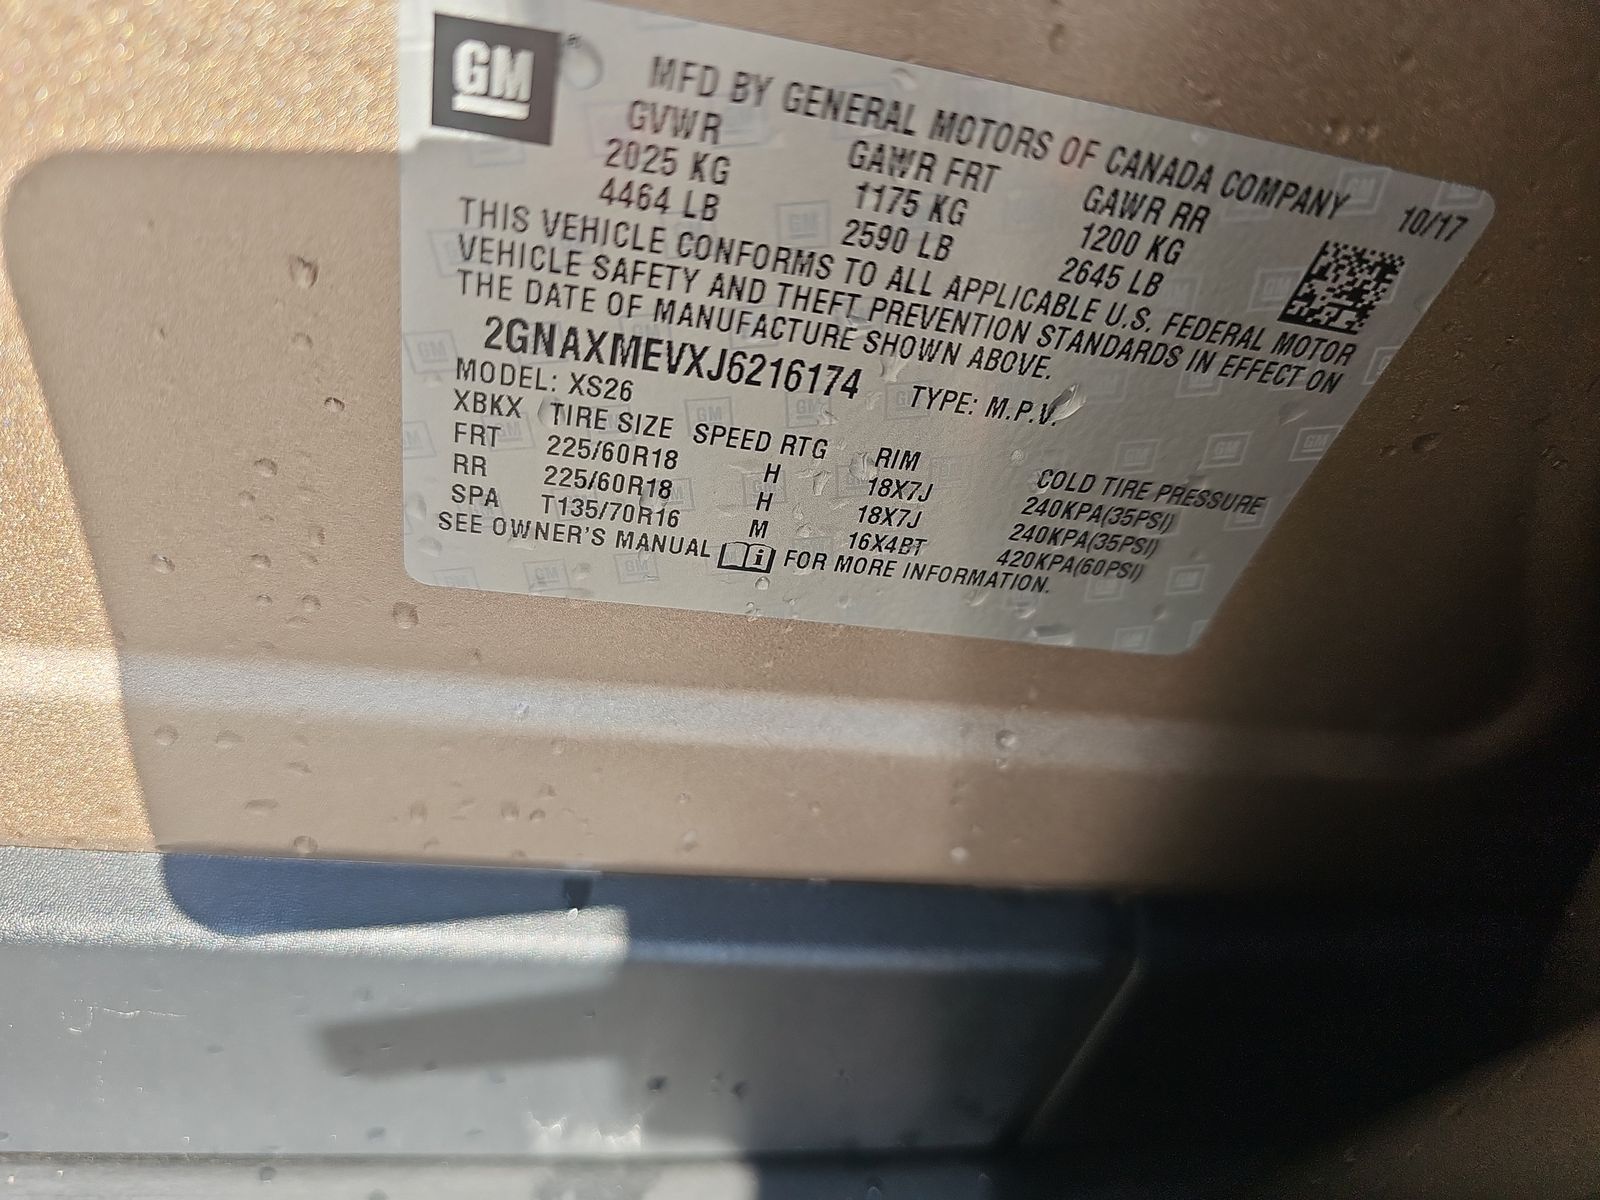 GM
MFD BY GENERAL MOTORS OF CANADA COMPANY 10/17
GVWR GAWR FRT GAWR RR
2025 KG 1175 KG 1200 KG
4464 LB 2590 LB 2645 LB
THIS VEHICLE CONFORMS TO ALL APPLICABLE U.S. FEDERAL MOTOR
VEHICLE SAFETY AND THEFT PREVENTION STANDARDS IN EFFECT ON
THE DATE OF MANUFACTURE SHOWN ABOVE.
2GNAXMEVXJ6216174 TYPE: M.P.V.
MODEL: XS26
XBKX TIRE SIZE SPEED RTG RIM COLD TIRE PRESSURE
FRT 225/60R18 H 18X7J 240KPA(35PSI)
RR 225/60R18 H 18X7J 240KPA(35PSI)
SPA T135/70R16 M 16X4BT 420KPA(60PSI)
SEE OWNER'S MANUAL FOR MORE INFORMATION.